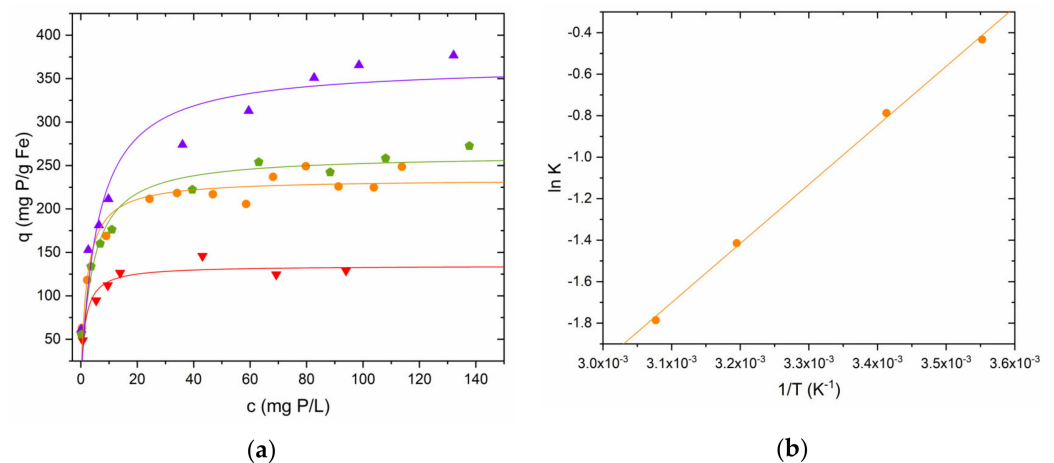 400
350
300
250
200
150
100
50
q (mg P/g Fe)
0 20 40 60 80 100 120 140
c (mg P/L)
(a)
-0.4
-0.6
-0.8
-1.0
-1.2
-1.4
-1.6
-1.8
ln K
3.0x10⁻³ 3.1x10⁻³ 3.2x10⁻³ 3.3x10⁻³ 3.4x10⁻³ 3.5x10⁻³ 3.6x10⁻³
1/T (K⁻¹)
(b)